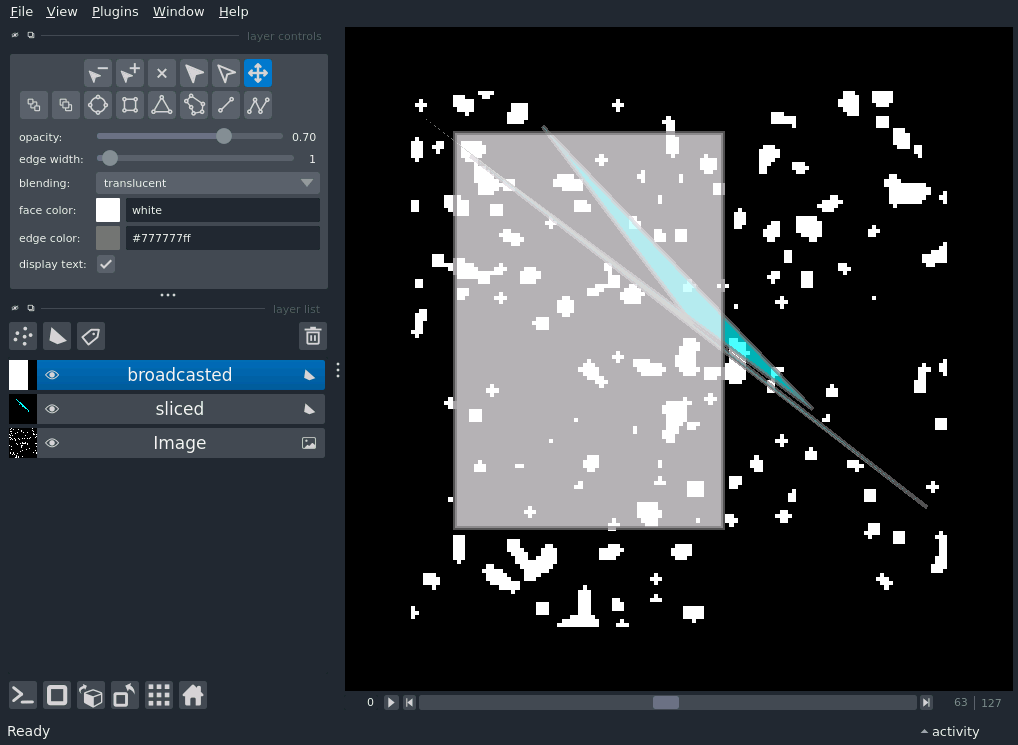 File View Plugins Window Help
layer controls
opacity: 0.70
edge width: 1
blending: translucent
face color: white
edge color: #777777ff
display text:
layer list
broadcasted
sliced
Image
0 63 127
Ready activity